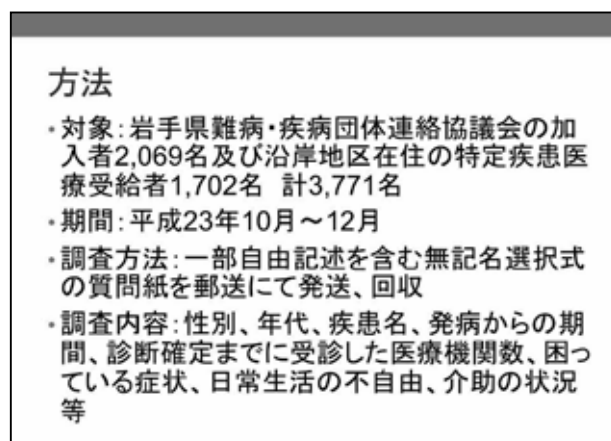 方法
・対象：岩手県難病・疾病団体連絡協議会の加
入者2,069名及び沿岸地区在住の特定疾患医
療受給者1,702名 計3,771名
・期間：平成23年10月～12月
・調査方法：一部自由記述を含む無記名選択式
の質問紙を郵送にて発送、回収
・調査内容：性別、年代、疾患名、発病からの期
間、診断確定までに受診した医療機関数、困っ
ている症状、日常生活の不自由、介助の状況
等